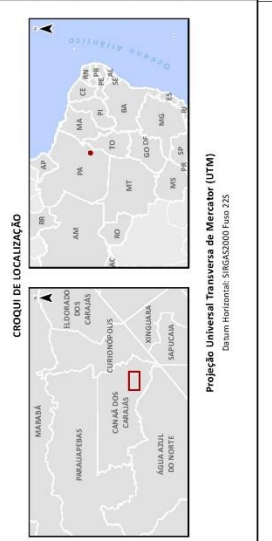 CROQUI DE LOCALIZAÇÃO
MARABÁ
PARAUAPEBAS
ELDORADO
DOS
CARAJÁS
CURIONÓPOLIS
CANAÃ DOS
CARAJÁS
XINGUARA
SAPUCAIA
ÁGUA AZUL
DO NORTE
Oceano Atlântico
RR
AP
AM
PA
MA
CE
RN
PB
PE
AL
SE
PI
AC
RO
TO
BA
MT
GO
DF
MG
ES
MS
SP
RJ
PR
Projeção Universal Transversa de Mercator (UTM)
Datum Horizontal: SIRGAS2000 Fuso 22S